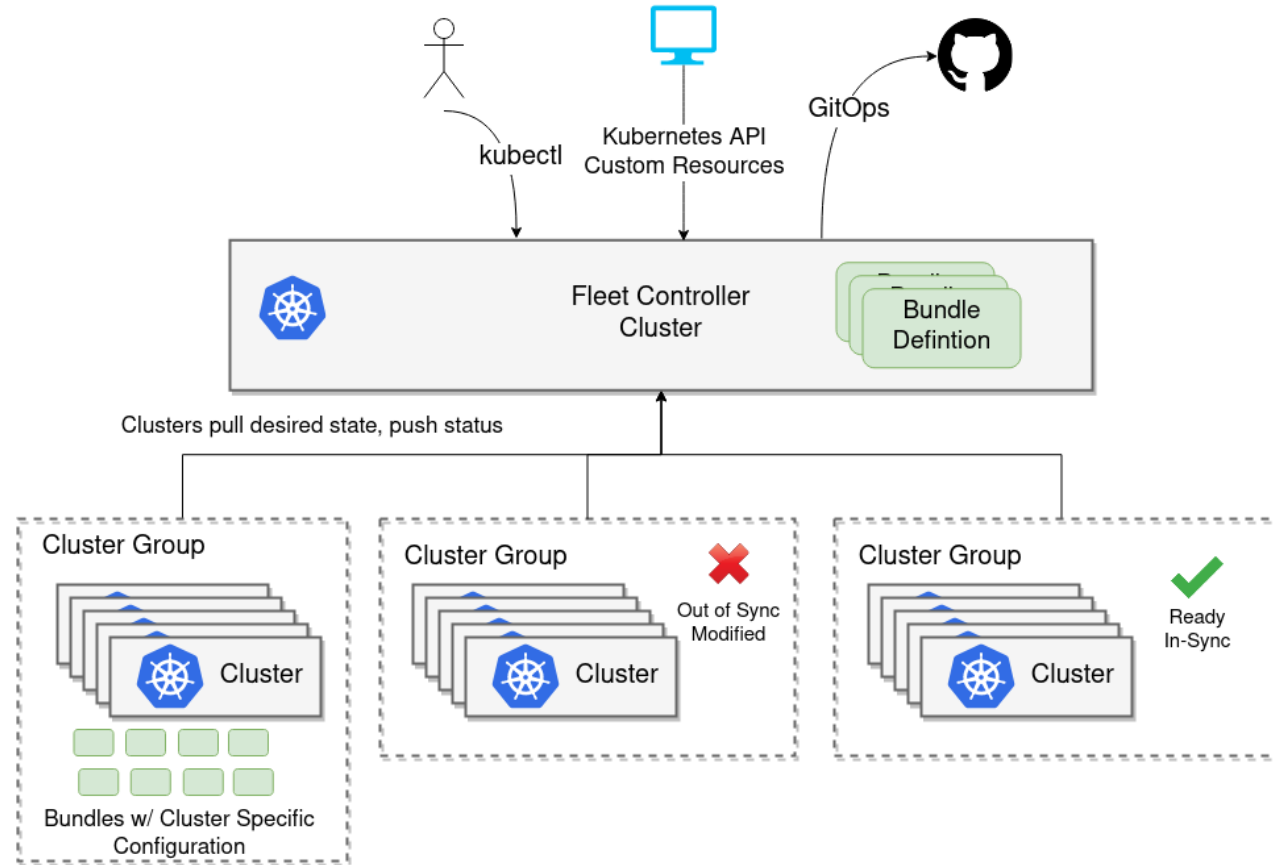 kubectl
Kubernetes API
Custom Resources
GitOps
Fleet Controller
Cluster
Bundle
Defintion
Clusters pull desired state, push status
Cluster Group
Cluster
Bundles w/ Cluster Specific
Configuration
Cluster Group
Out of Sync
Modified
Cluster
Cluster Group
Ready
In-Sync
Cluster